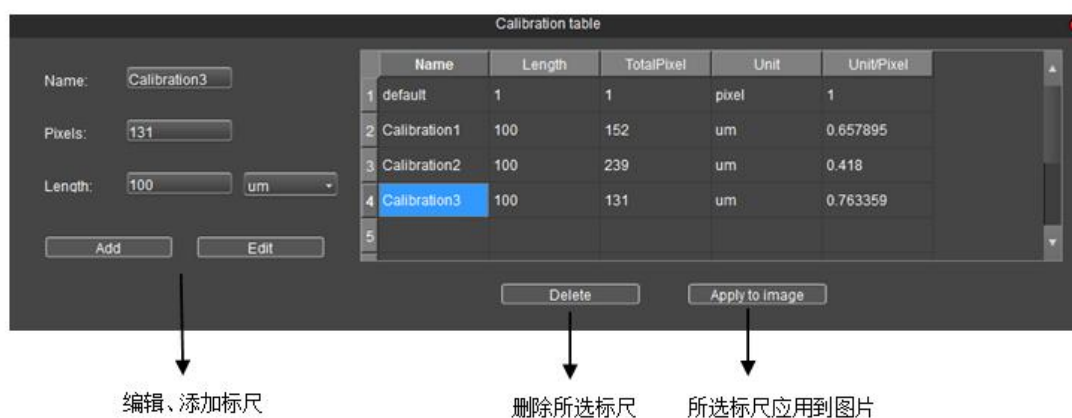 Calibration table
Name: Calibration3
Pixels: 131
Length: 100 um
Add Edit
Name Length TotalPixel Unit Unit/Pixel
1 default 1 1 pixel 1
2 Calibration1 100 152 um 0.657895
3 Calibration2 100 239 um 0.418
4 Calibration3 100 131 um 0.763359
5
Delete Apply to image
编辑、添加标尺 删除所选标尺 所选标尺应用到图片